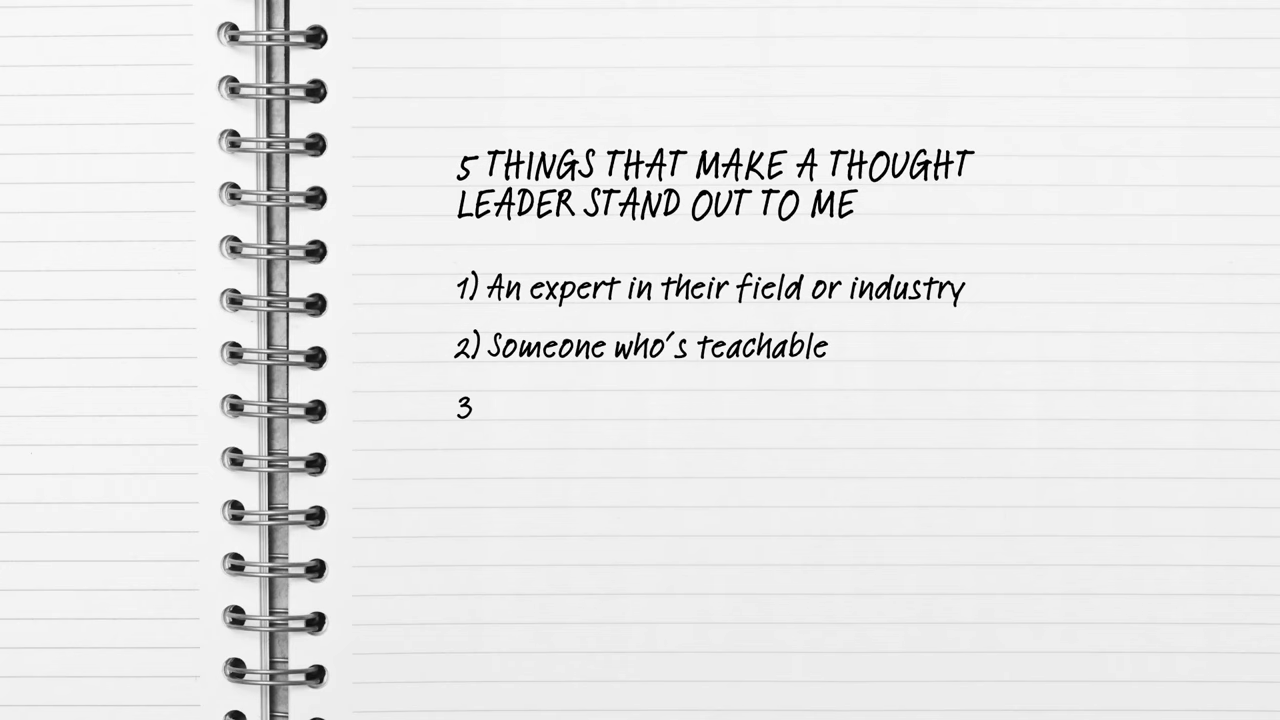 5 THINGS THAT MAKE A THOUGHT
LEADER STAND OUT TO ME
1) An expert in their field or industry
2) Someone who's teachable
3